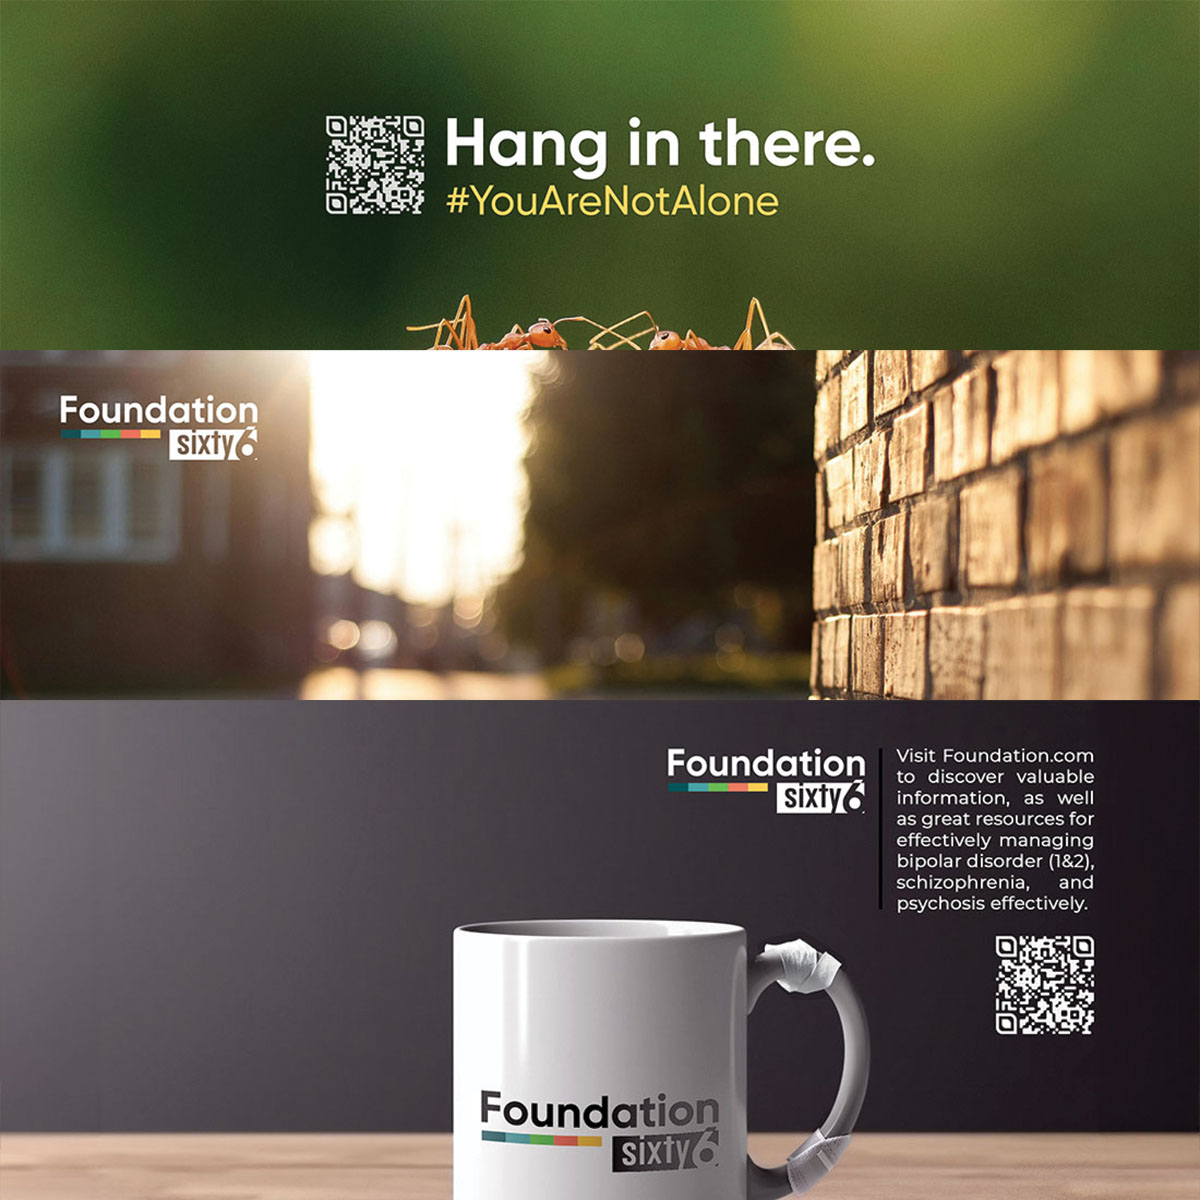 Hang in there.
#YouAreNotAlone
Foundation
sixty6
Foundation
sixty6
Visit Foundation.com
to discover valuable
information, as well
as great resources for
effectively managing
bipolar disorder (1&2),
schizophrenia, and
psychosis effectively.
Foundation
sixty6